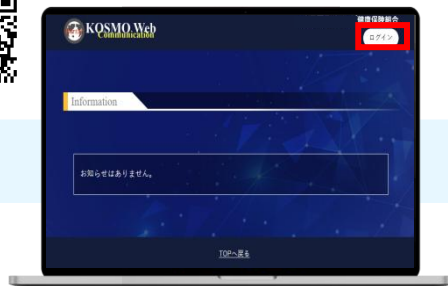 健康保険組合
KOSMO Web
Communication
ログイン
Information
お知らせはありません。
TOPへ戻る